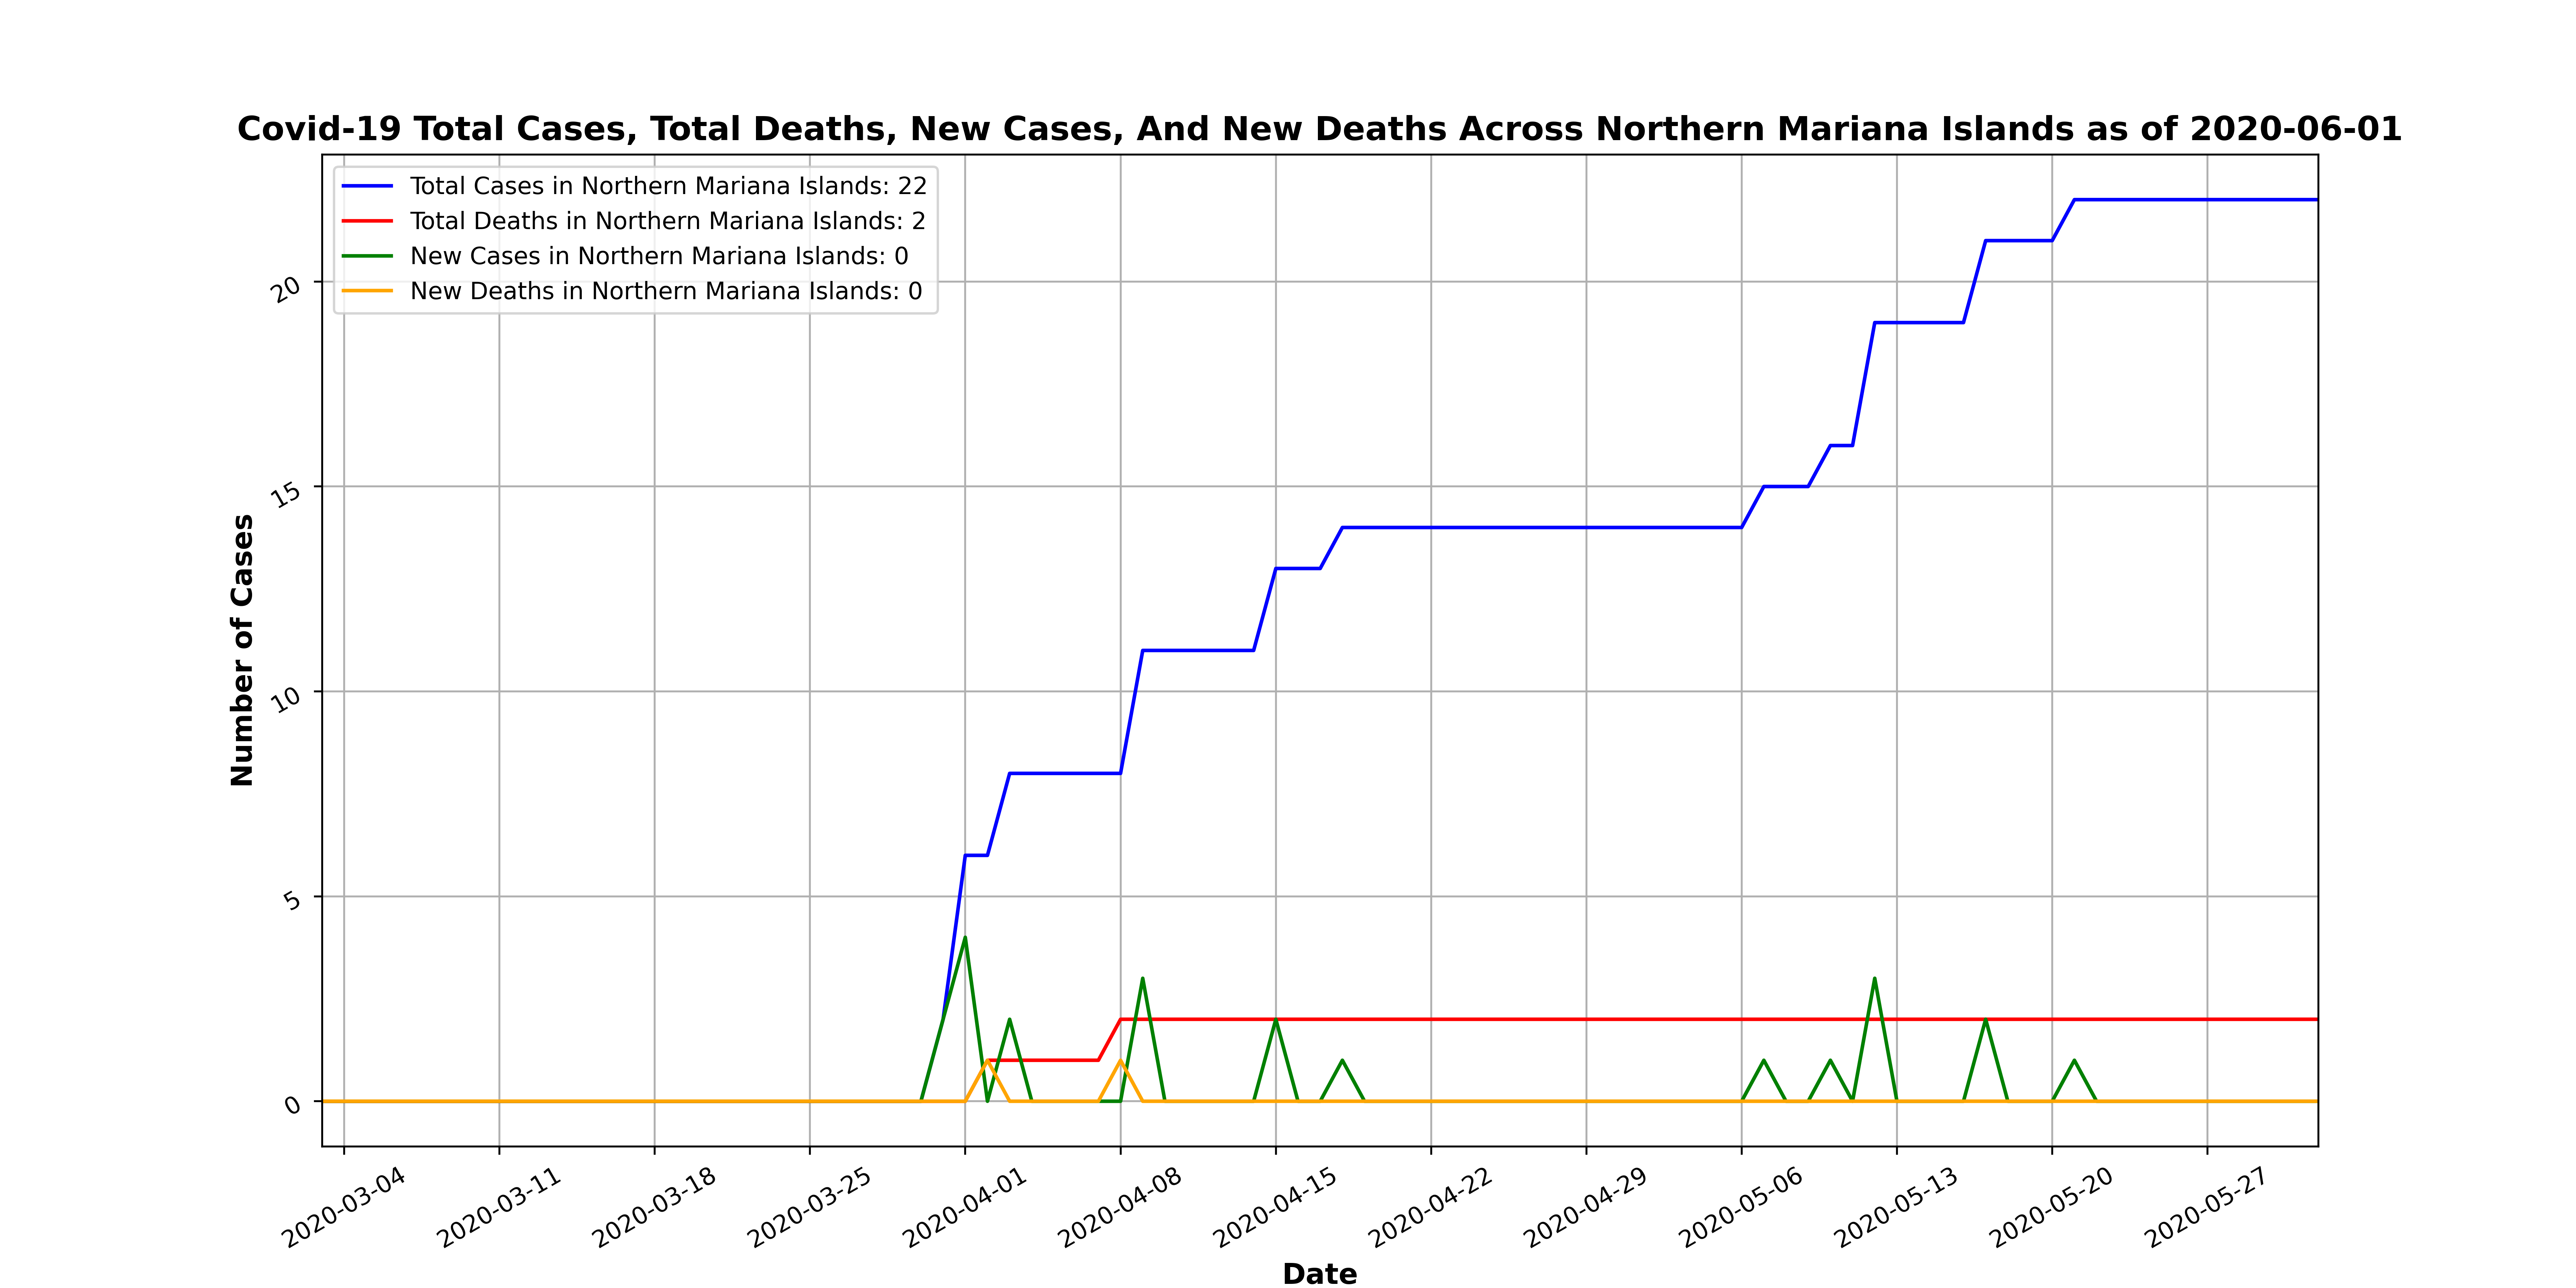 Covid-19 Total Cases, Total Deaths, New Cases, And New Deaths Across Northern Mariana Islands as of 2020-06-01
Total Cases in Northern Mariana Islands: 22
Total Deaths in Northern Mariana Islands: 2
New Cases in Northern Mariana Islands: 0
New Deaths in Northern Mariana Islands: 0
Number of Cases
20
15
10
5
0
2020-03-04
2020-03-11
2020-03-18
2020-03-25
2020-04-01
2020-04-08
2020-04-15
2020-04-22
2020-04-29
2020-05-06
2020-05-13
2020-05-20
2020-05-27
Date